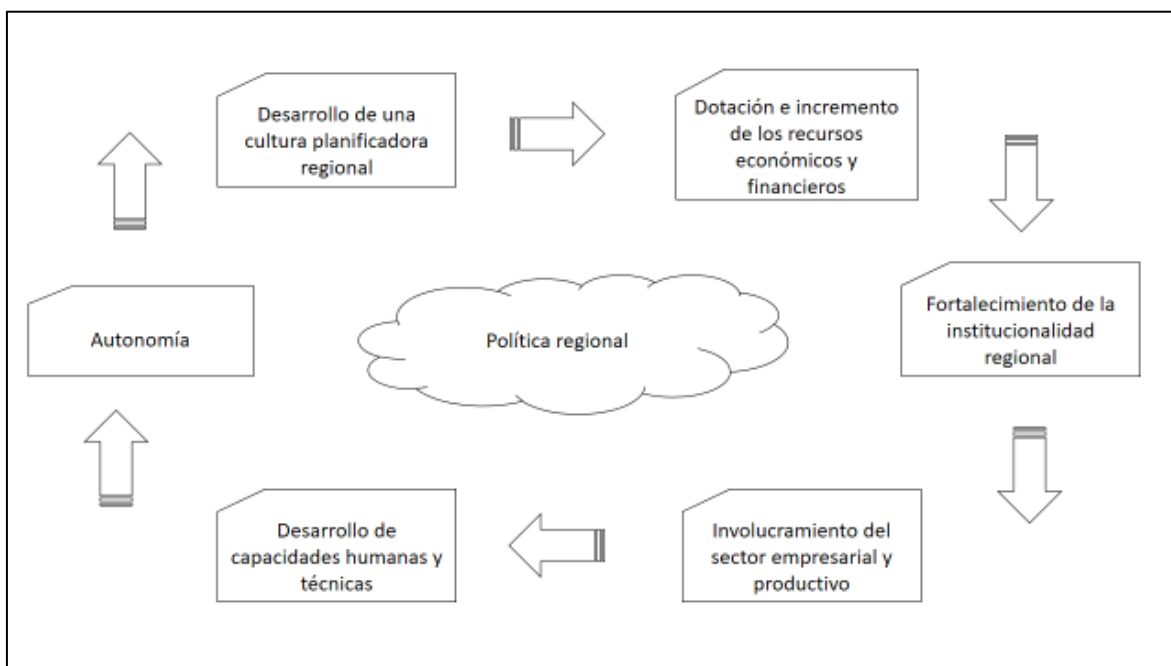 Desarrollo de una
cultura planificadora
regional
Dotación e incremento
de los recursos
económicos y
financieros
Autonomía
Política regional
Fortalecimiento de la
institucionalidad
regional
Desarrollo de
capacidades humanas y
técnicas
Involucramiento del
sector empresarial y
productivo